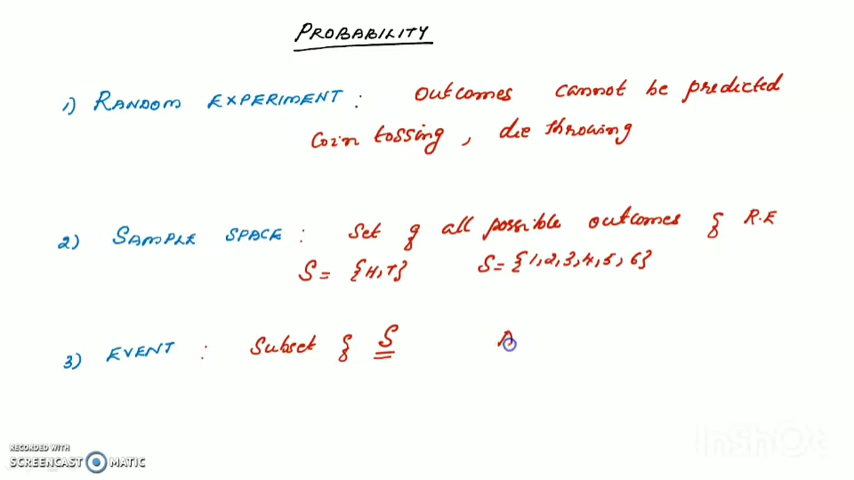 PROBABILITY
1) RANDOM EXPERIMENT : Outcomes cannot be predicted
Coin tossing , die throwing
2) SAMPLE SPACE : Set of all possible outcomes of R.E
S = {H,T} S = {1,2,3,4,5,6}
3) EVENT : Subset of S A
RECORDED WITH
SCREENCAST MATIC
InShOt